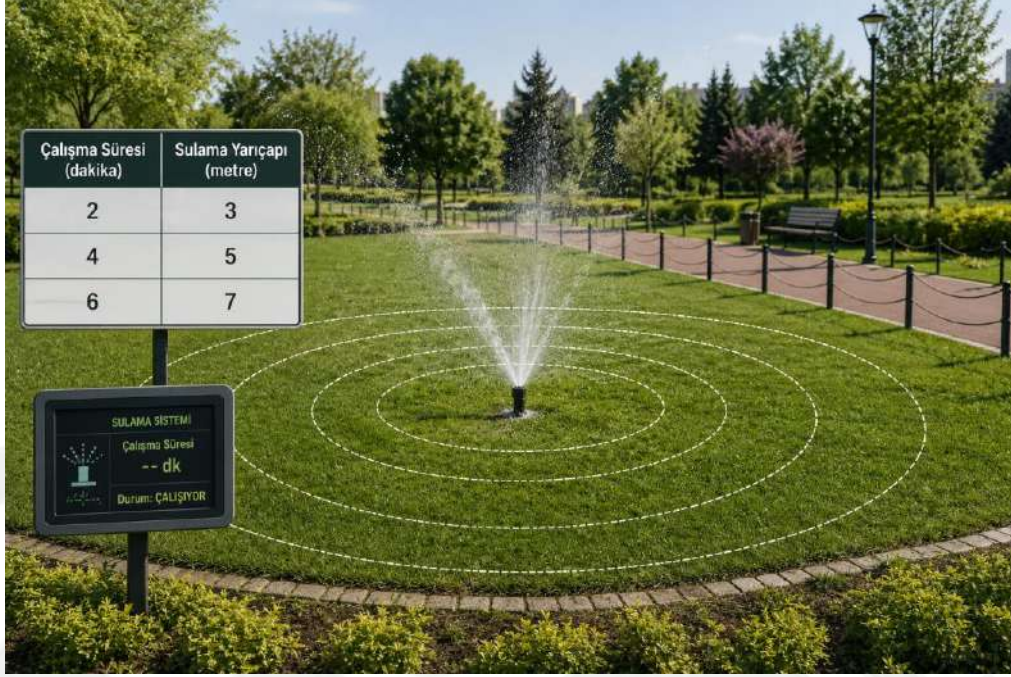 Çalışma Süresi (dakika)
Sulama Yarıçapı (metre)
2
3
4
5
6
7
SULAMA SİSTEMİ
Çalışma Süresi
-- dk
Durum: ÇALIŞIYOR